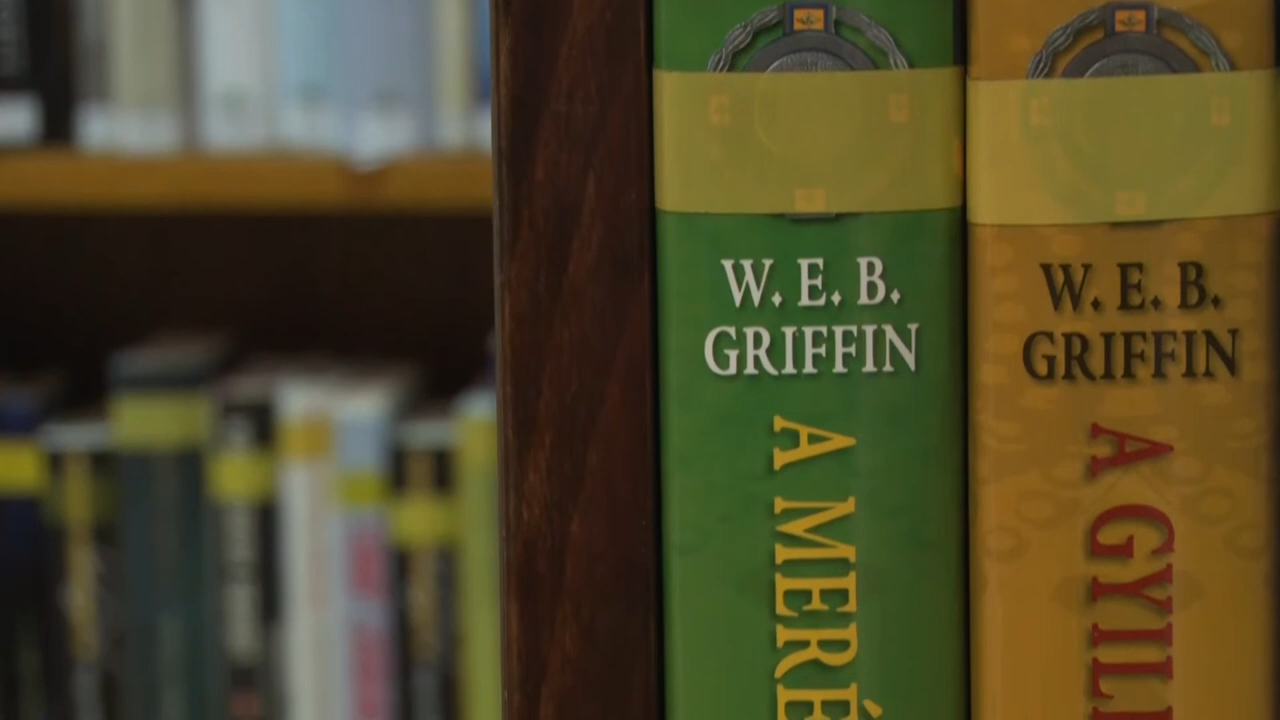 W. E. B.
GRIFFIN
A MERÉ
W. E. B.
GRIFFIN
A GYIL